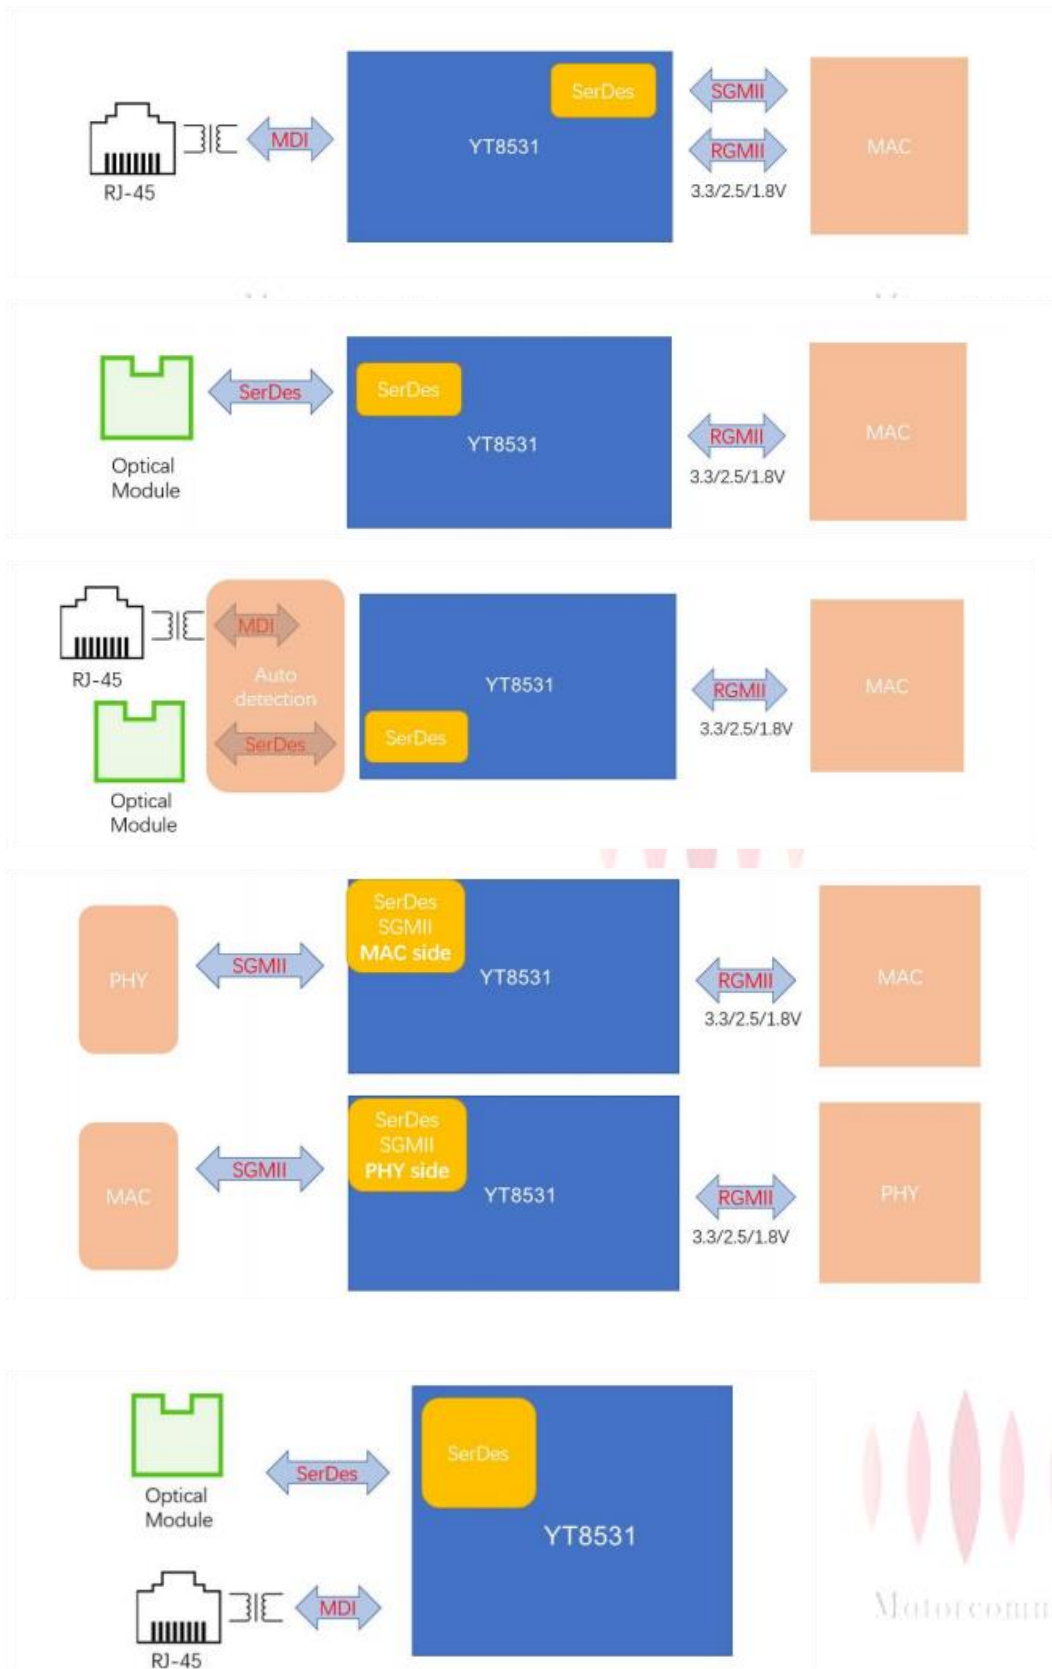 SerDes
SGMII
MDI
YT8531
MAC
RGMII
RJ-45
3.3/2.5/1.8V
SerDes
SerDes
RGMII
MAC
YT8531
Optical
Module
3.3/2.5/1.8V
MDI
RJ-45
Auto
detection
YT8531
RGMII
MAC
3.3/2.5/1.8V
SerDes
SerDes
Optical
Module
SerDes
SGMII
MAC side
PHY
SGMII
YT8531
RGMII
MAC
3.3/2.5/1.8V
SerDes
SGMII
PHY side
MAC
SGMII
YT8531
RGMII
PHY
3.3/2.5/1.8V
SerDes
SerDes
Optical
Module
YT8531
MDI
RJ-45
Motorcomm